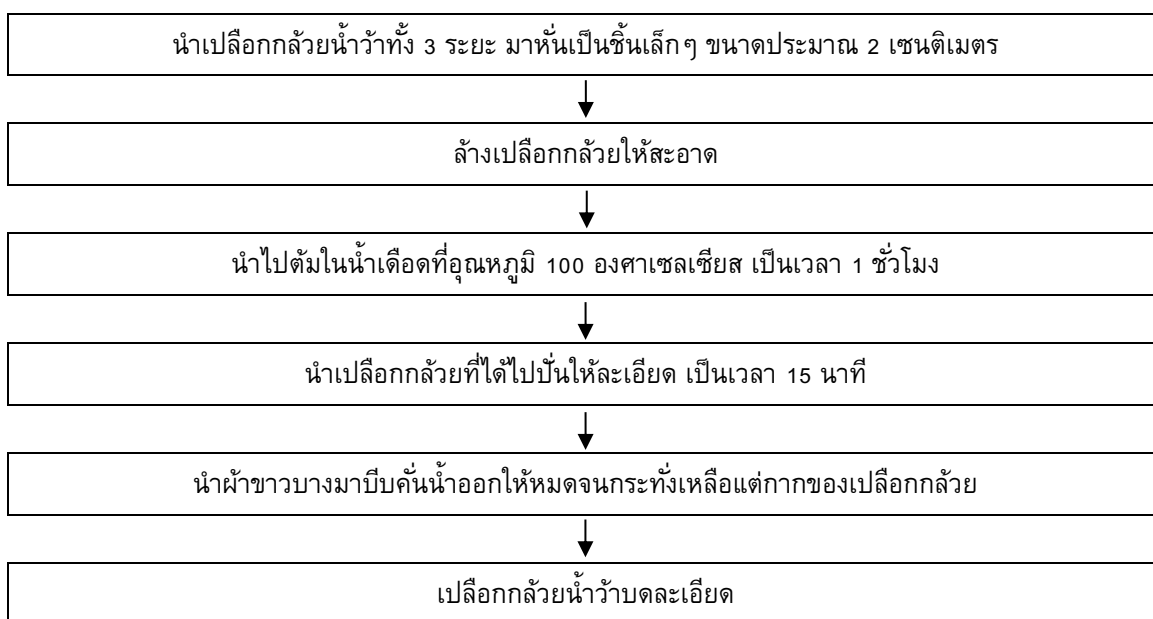 นำเปลือกกล้วยน้ำว้าทั้ง 3 ระยะ มาหั่นเป็นชิ้นเล็กๆ ขนาดประมาณ 2 เซนติเมตร
ล้างเปลือกกล้วยให้สะอาด
นำไปต้มในน้ำเดือดที่อุณหภูมิ 100 องศาเซลเซียส เป็นเวลา 1 ชั่วโมง
นำเปลือกกล้วยที่ได้ไปปั่นให้ละเอียด เป็นเวลา 15 นาที
นำผ้าขาวบางมาบีบคั่นน้ำออกให้หมดจนกระทั่งเหลือแต่กากของเปลือกกล้วย
เปลือกกล้วยน้ำว้าบดละเอียด